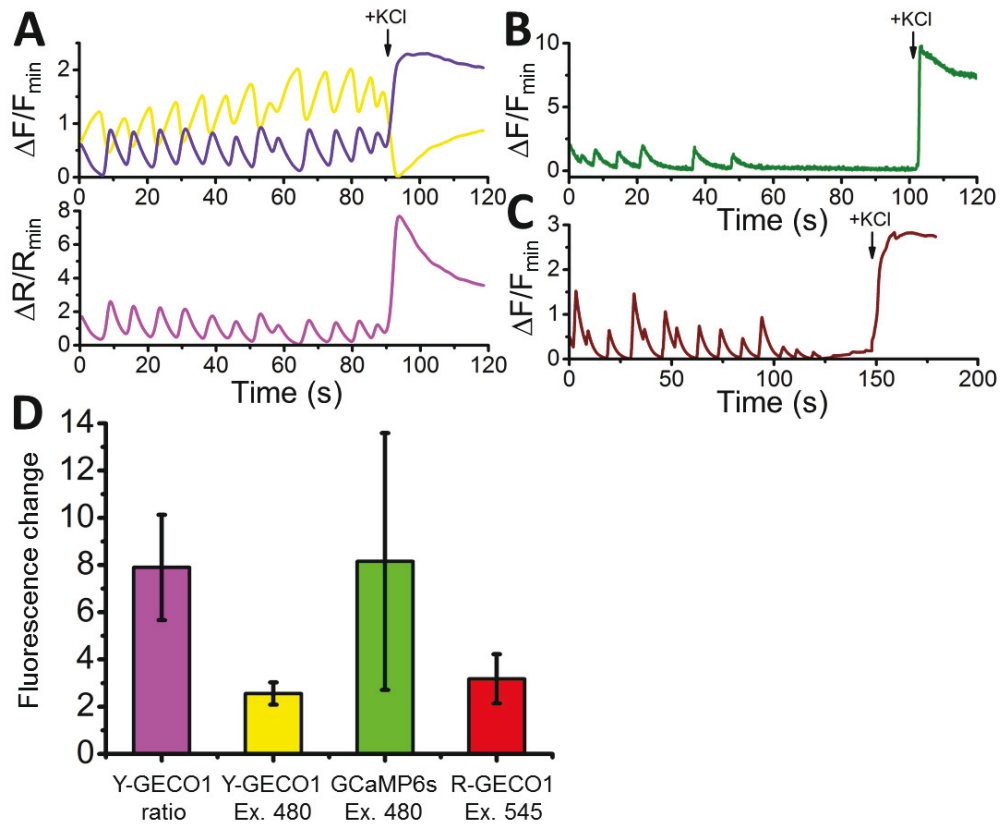 A
+KCl
ΔF/Fmin
2
1
0
0 20 40 60 80 100 120
ΔR/Rmin
8
6
4
2
0
0 20 40 60 80 100 120
Time (s)
B
+KCl
ΔF/Fmin
10
5
0
0 20 40 60 80 100 120
Time (s)
C
+KCl
ΔF/Fmin
3
2
1
0
0 50 100 150 200
Time (s)
D
Fluorescence change
14
12
10
8
6
4
2
0
Y-GECO1 Y-GECO1 GCaMP6s R-GECO1
ratio Ex. 480 Ex. 480 Ex. 545